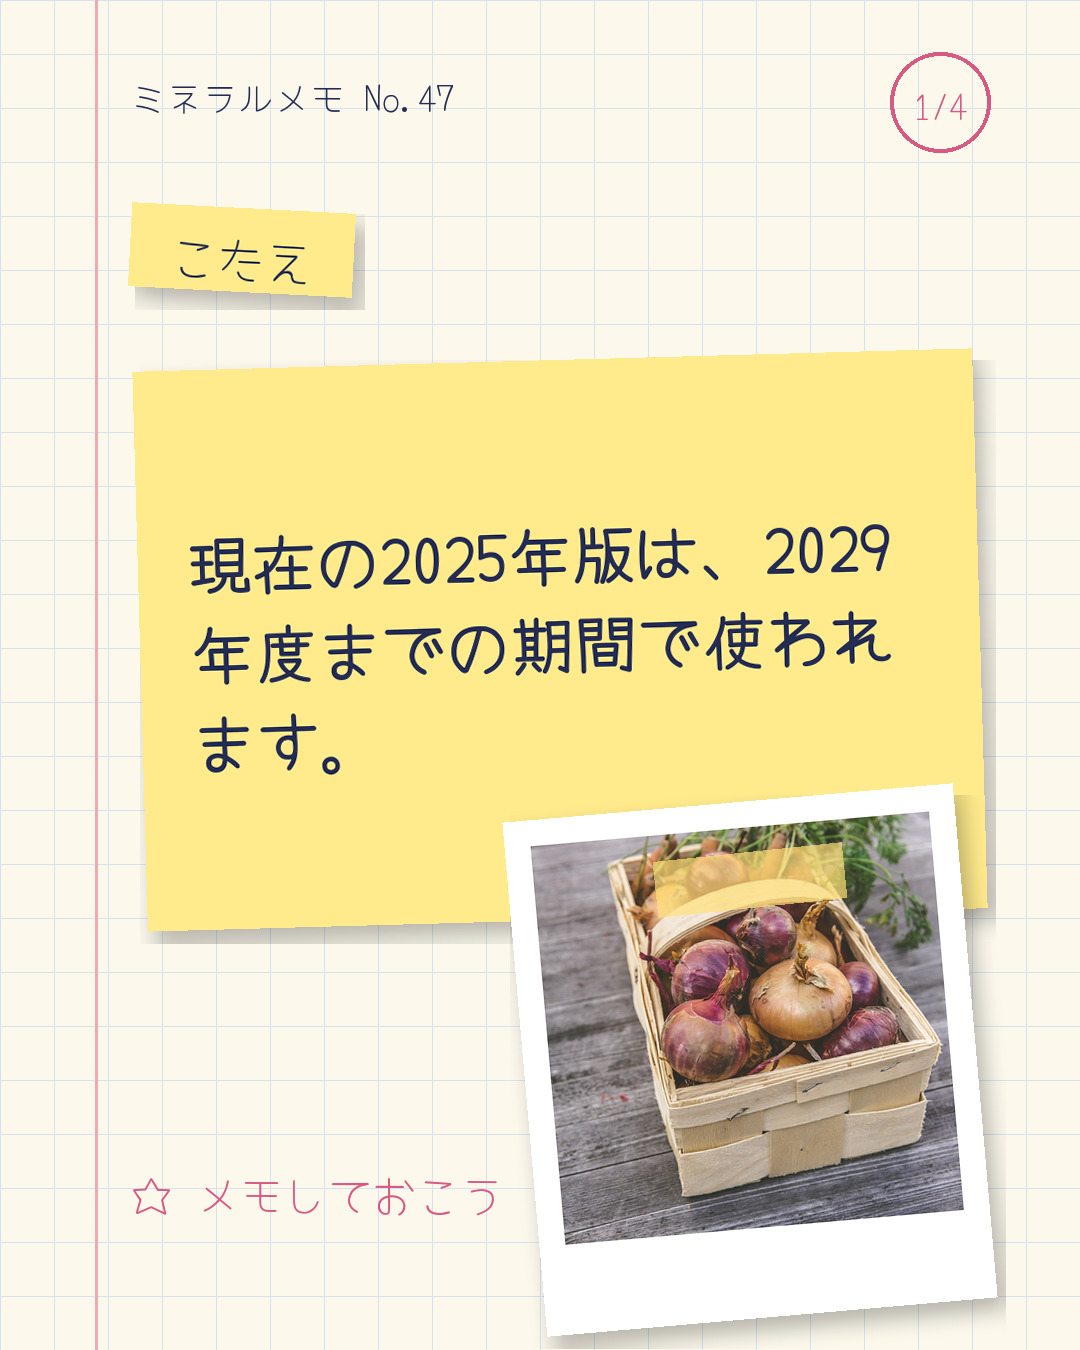 ミネラルメモ No.47
1/4
こたえ
現在の2025年版は、2029
年度までの期間で使われ
ます。
☆ メモしておこう